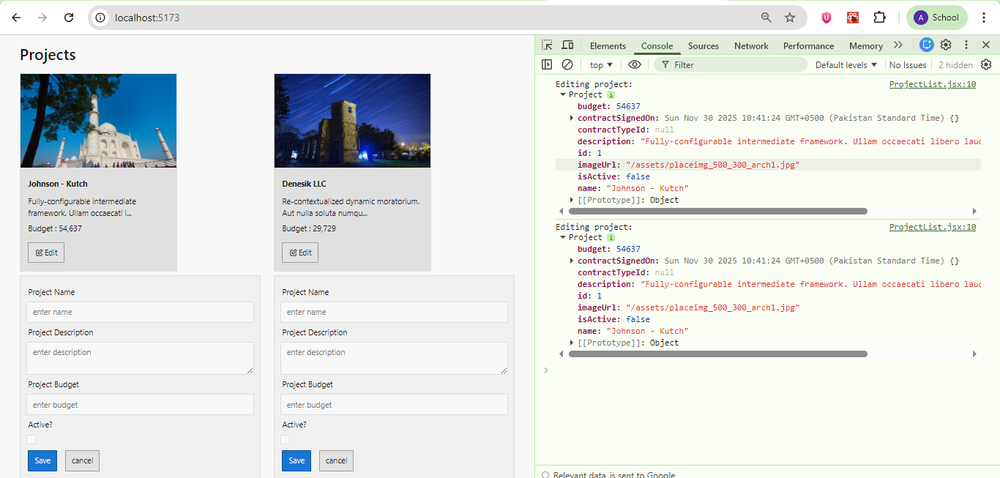 localhost:5173
A School
Projects
Johnson - Kutch
Fully-configurable intermediate
framework. Ullam occaecati l...
Budget : 54,637
Edit
Denesik LLC
Re-contextualized dynamic moratorium.
Aut nulla soluta numqu...
Budget : 29,729
Edit
Project Name
enter name
Project Description
enter description
Project Budget
enter budget
Active?
Save cancel
Project Name
enter name
Project Description
enter description
Project Budget
enter budget
Active?
Save cancel
Elements Console Sources Network Performance Memory
top Filter Default levels No Issues 2 hidden
Editing project: ProjectList.jsx:10
Project i
budget: 54637
contractSignedOn: Sun Nov 30 2025 10:41:24 GMT+0500 (Pakistan Standard Time) {}
contractTypeId: null
description: "Fully-configurable intermediate framework. Ullam occaecati libero lauc
id: 1
imageUrl: "/assets/placeimg_500_300_arch1.jpg"
isActive: false
name: "Johnson - Kutch"
[[Prototype]]: Object
Editing project: ProjectList.jsx:10
Project i
budget: 54637
contractSignedOn: Sun Nov 30 2025 10:41:24 GMT+0500 (Pakistan Standard Time) {}
contractTypeId: null
description: "Fully-configurable intermediate framework. Ullam occaecati libero lauc
id: 1
imageUrl: "/assets/placeimg_500_300_arch1.jpg"
isActive: false
name: "Johnson - Kutch"
[[Prototype]]: Object
Relevant data is sent to Google